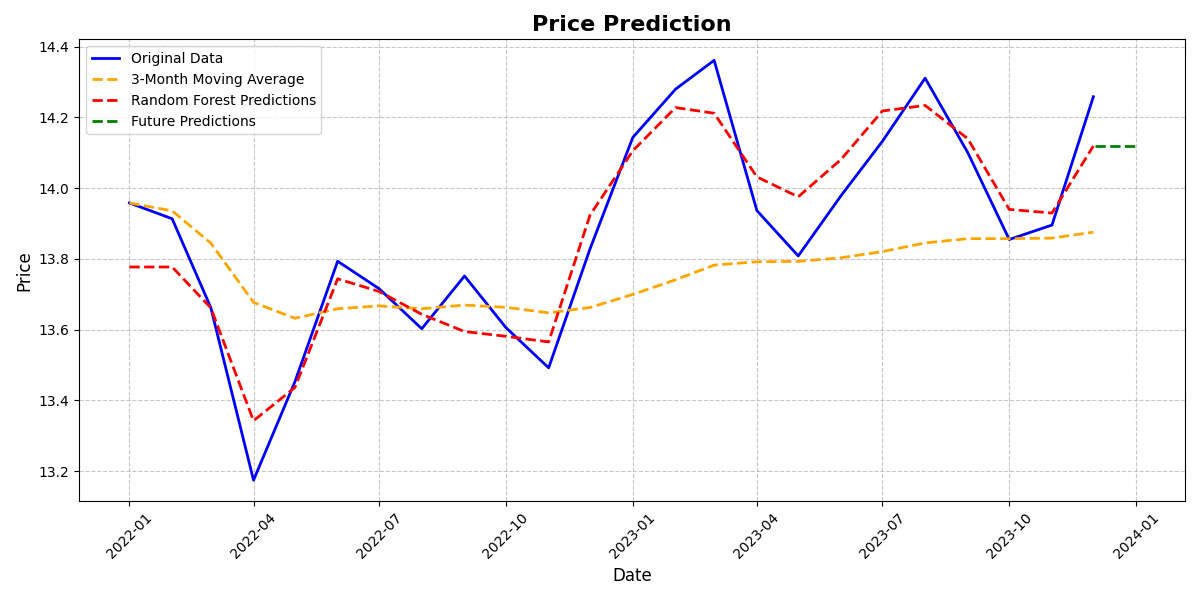 Price Prediction
Original Data
3-Month Moving Average
Random Forest Predictions
Future Predictions
Price
14.4
14.2
14.0
13.8
13.6
13.4
13.2
2022-01
2022-04
2022-07
2022-10
2023-01
2023-04
2023-07
2023-10
2024-01
Date